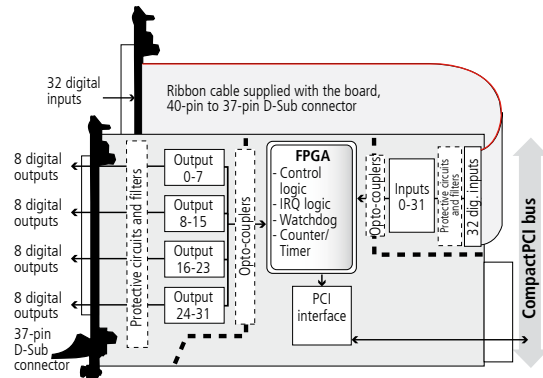 32 digital
inputs
Ribbon cable supplied with the board,
40-pin to 37-pin D-Sub connector
8 digital
outputs
8 digital
outputs
8 digital
outputs
8 digital
outputs
37-pin
D-Sub
connector
Protective circuits and filters
Output
0-7
Output
8-15
Output
16-23
Output
24-31
Opto-couplers
FPGA
- Control
logic
- IRQ logic
- Watchdog
- Counter/
Timer
PCI
interface
Opto-couplers
Inputs
0-31
Protective circuits
and filters
32 dig. inputs
CompactPCI bus